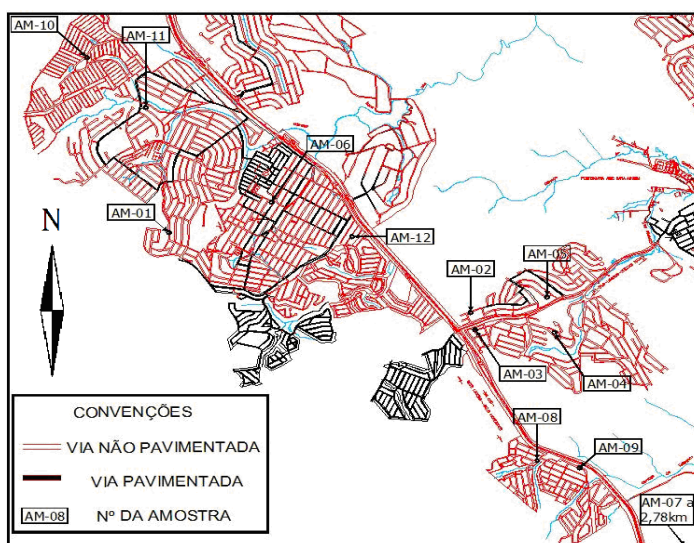 AM-10
AM-11
AM-06
AM-01
N
AM-12
AM-02
AM-05
AM-03
AM-04
AM-08
AM-09
AM-07 a
2,78km
CONVENÇÕES
VIA NÃO PAVIMENTADA
VIA PAVIMENTADA
AM-08
Nº DA AMOSTRA